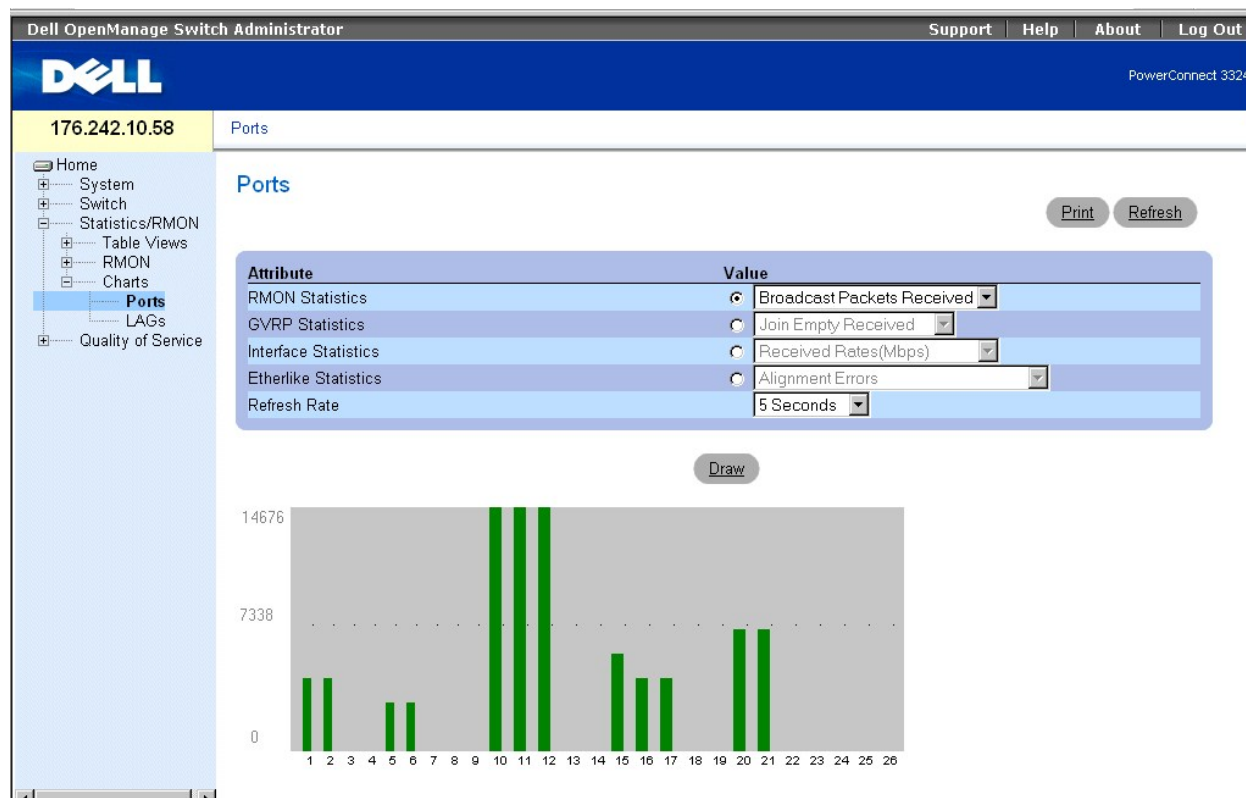 Dell OpenManage Switch Administrator Support Help About Log Out
DELL
PowerConnect 3324
176.242.10.58
Ports
Home
System
Switch
Statistics/RMON
Table Views
RMON
Charts
Ports
LAGs
Quality of Service
Ports
Print Refresh
Attribute Value
RMON Statistics Broadcast Packets Received
GVRP Statistics Join Empty Received
Interface Statistics Received Rates(Mbps)
Etherlike Statistics Alignment Errors
Refresh Rate 5 Seconds
Draw
14676
7338
0
1 2 3 4 5 6 7 8 9 10 11 12 13 14 15 16 17 18 19 20 21 22 23 24 25 26